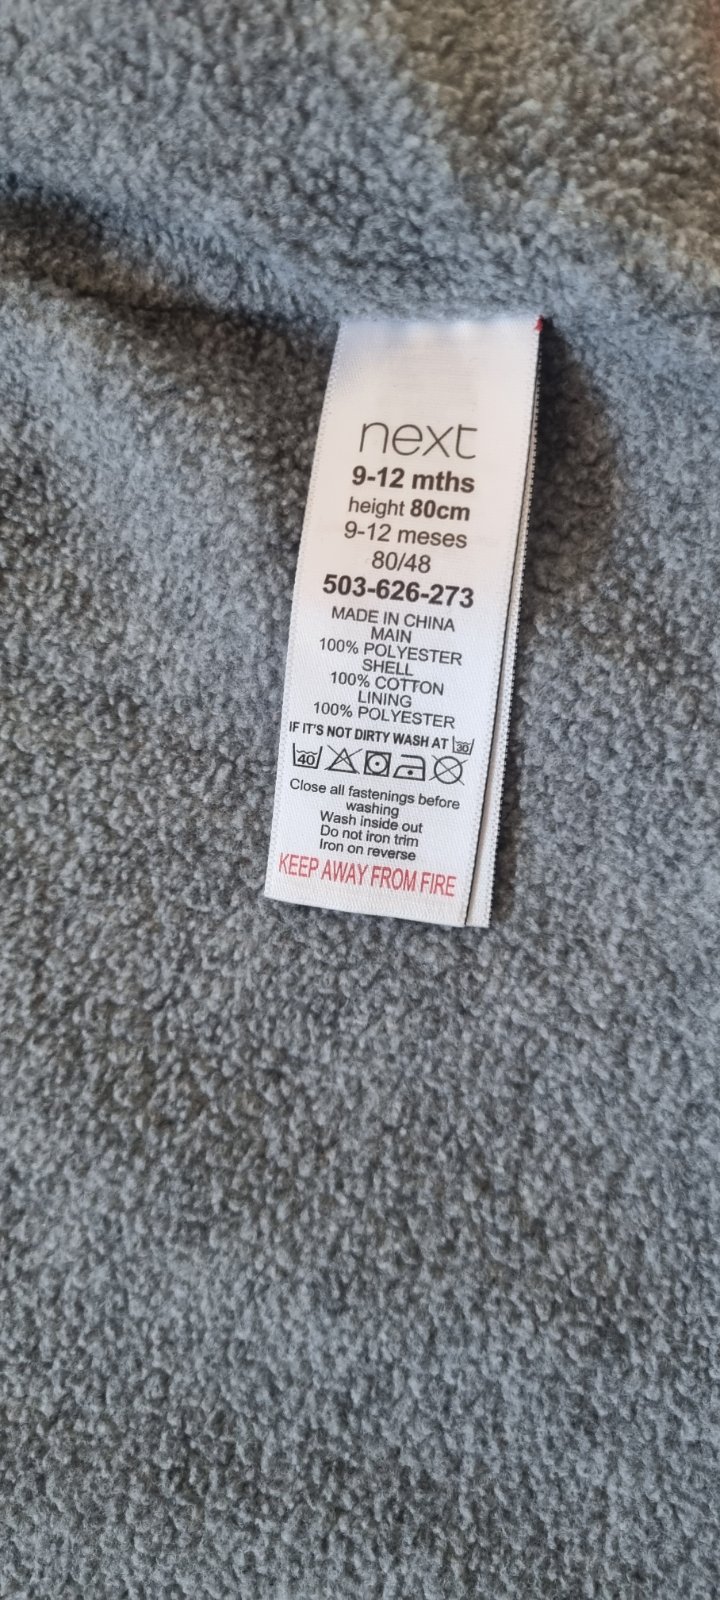 next
9-12 mths
height 80cm
9-12 meses
80/48
503-626-273
MADE IN CHINA
MAIN
100% POLYESTER
SHELL
100% COTTON
LINING
100% POLYESTER
IF IT'S NOT DIRTY WASH AT 30
40
Close all fastenings before
washing
Wash inside out
Do not iron trim
Iron on reverse
KEEP AWAY FROM FIRE